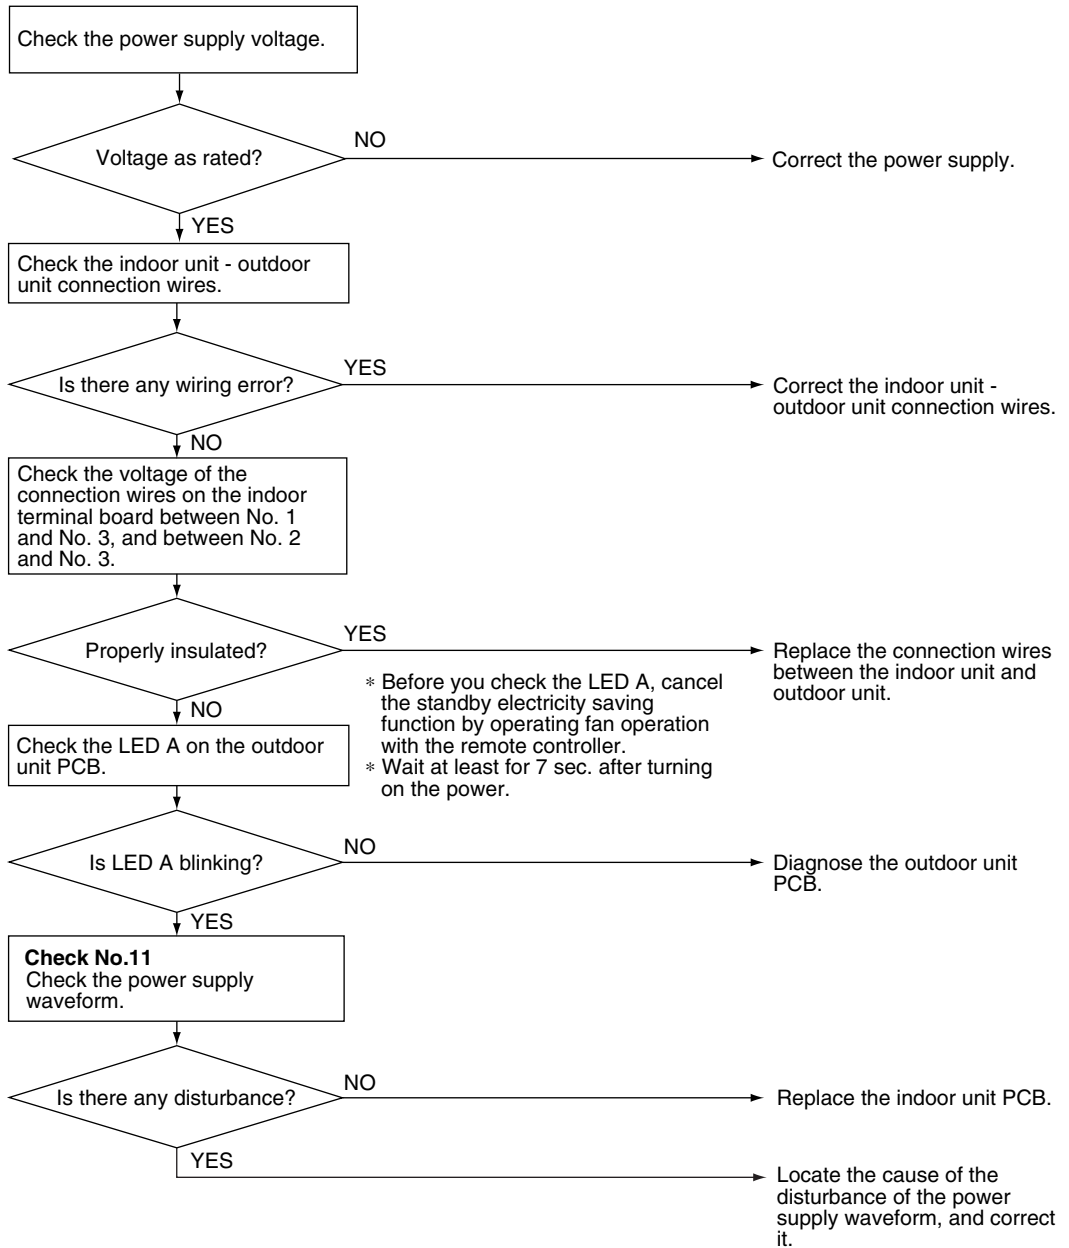 Check the power supply voltage.
Voltage as rated?
NO
Correct the power supply.
YES
Check the indoor unit - outdoor
unit connection wires.
Is there any wiring error?
YES
Correct the indoor unit -
outdoor unit connection wires.
NO
Check the voltage of the
connection wires on the indoor
terminal board between No. 1
and No. 3, and between No. 2
and No. 3.
Properly insulated?
YES
Replace the connection wires
between the indoor unit and
outdoor unit.
NO
* Before you check the LED A, cancel
the standby electricity saving
function by operating fan operation
with the remote controller.
* Wait at least for 7 sec. after turning
on the power.
Check the LED A on the outdoor
unit PCB.
Is LED A blinking?
NO
Diagnose the outdoor unit
PCB.
YES
Check No.11
Check the power supply
waveform.
Is there any disturbance?
NO
Replace the indoor unit PCB.
YES
Locate the cause of the
disturbance of the power
supply waveform, and correct
it.